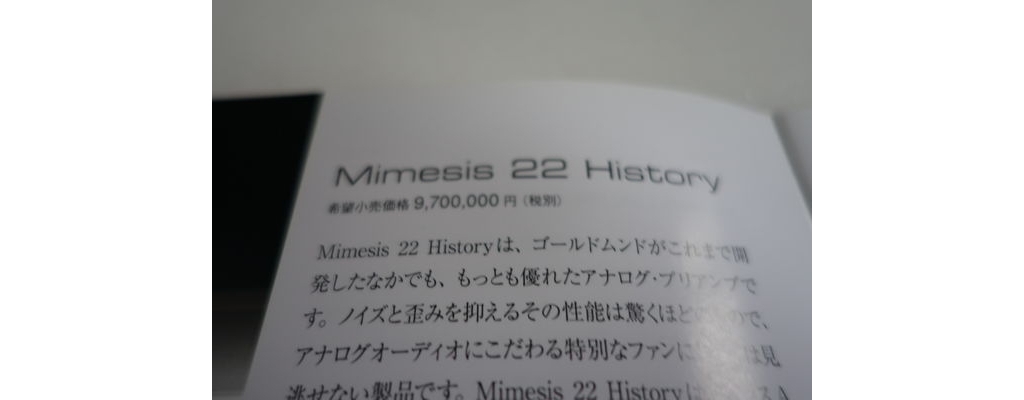 Mimesis 22 History
希望小売価格 9,700,000 円（税別）
Mimesis 22 Historyは、ゴールドムンドがこれまで開
発したなかでも、もっとも優れたアナログ・プリアンプで
す。ノイズと歪みを抑えるその性能は驚くほど ので、
アナログオーディオにこだわる特別なファンに は見
逃せない製品です。Mimesis 22 History